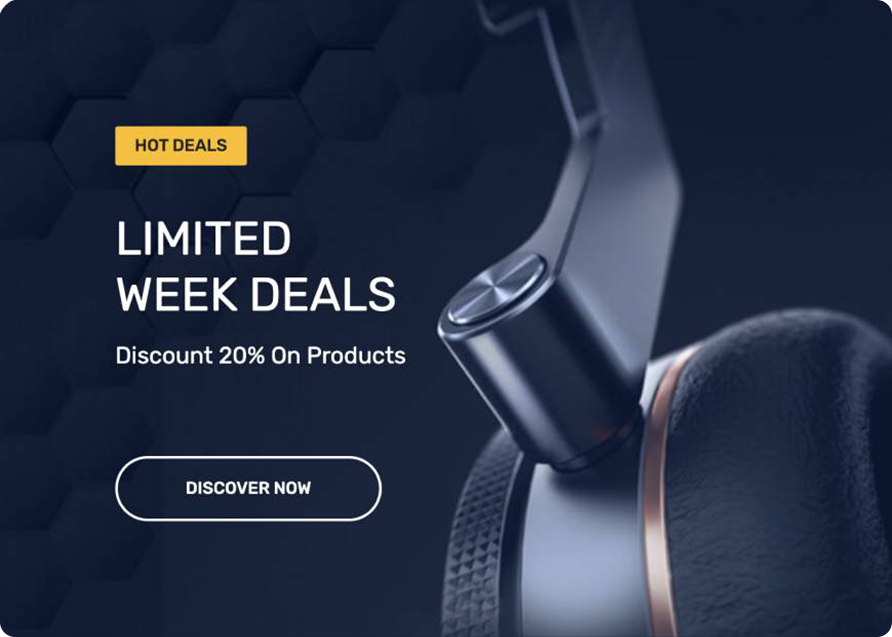 HOT DEALS
LIMITED
WEEK DEALS
Discount 20% On Products
DISCOVER NOW